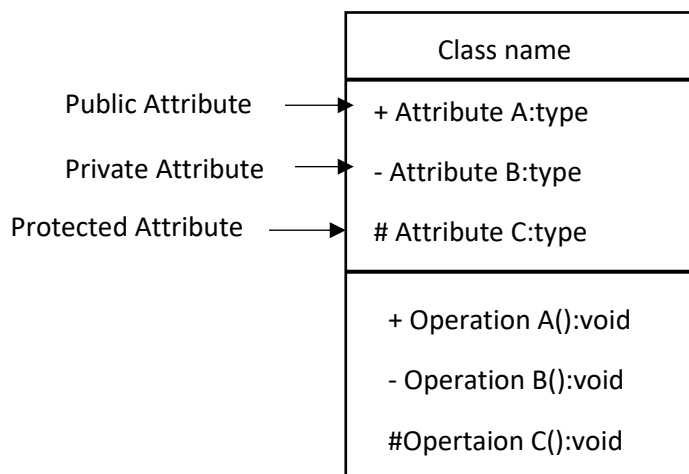 Class name
Public Attribute
+ Attribute A:type
Private Attribute
- Attribute B:type
Protected Attribute
# Attribute C:type
+ Operation A():void
- Operation B():void
#Opertaion C():void